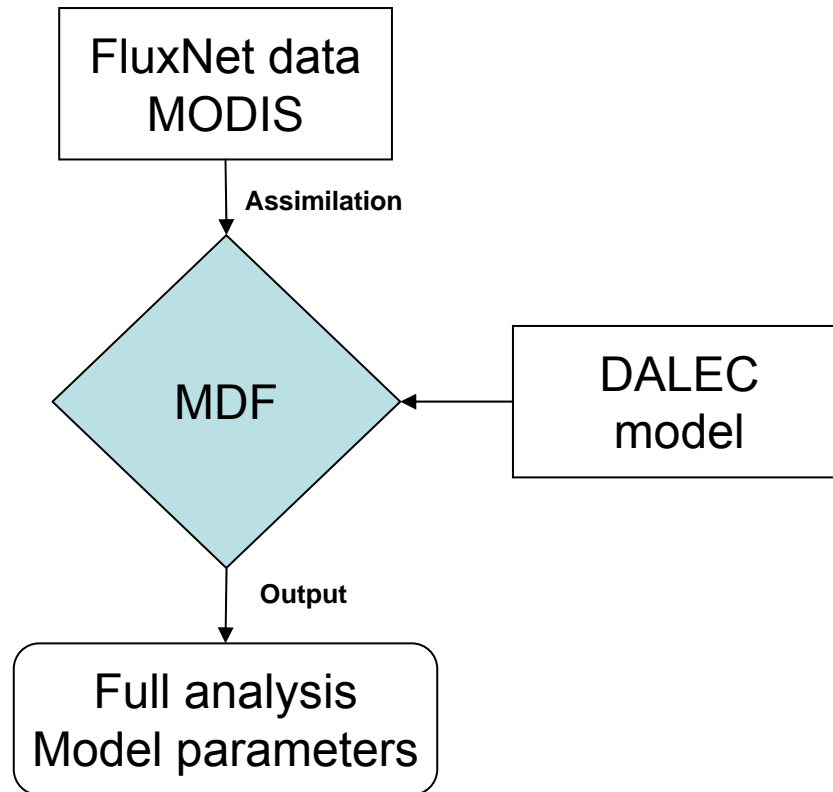 FluxNet data
MODIS
Assimilation
MDF
DALEC
model
Output
Full analysis
Model parameters